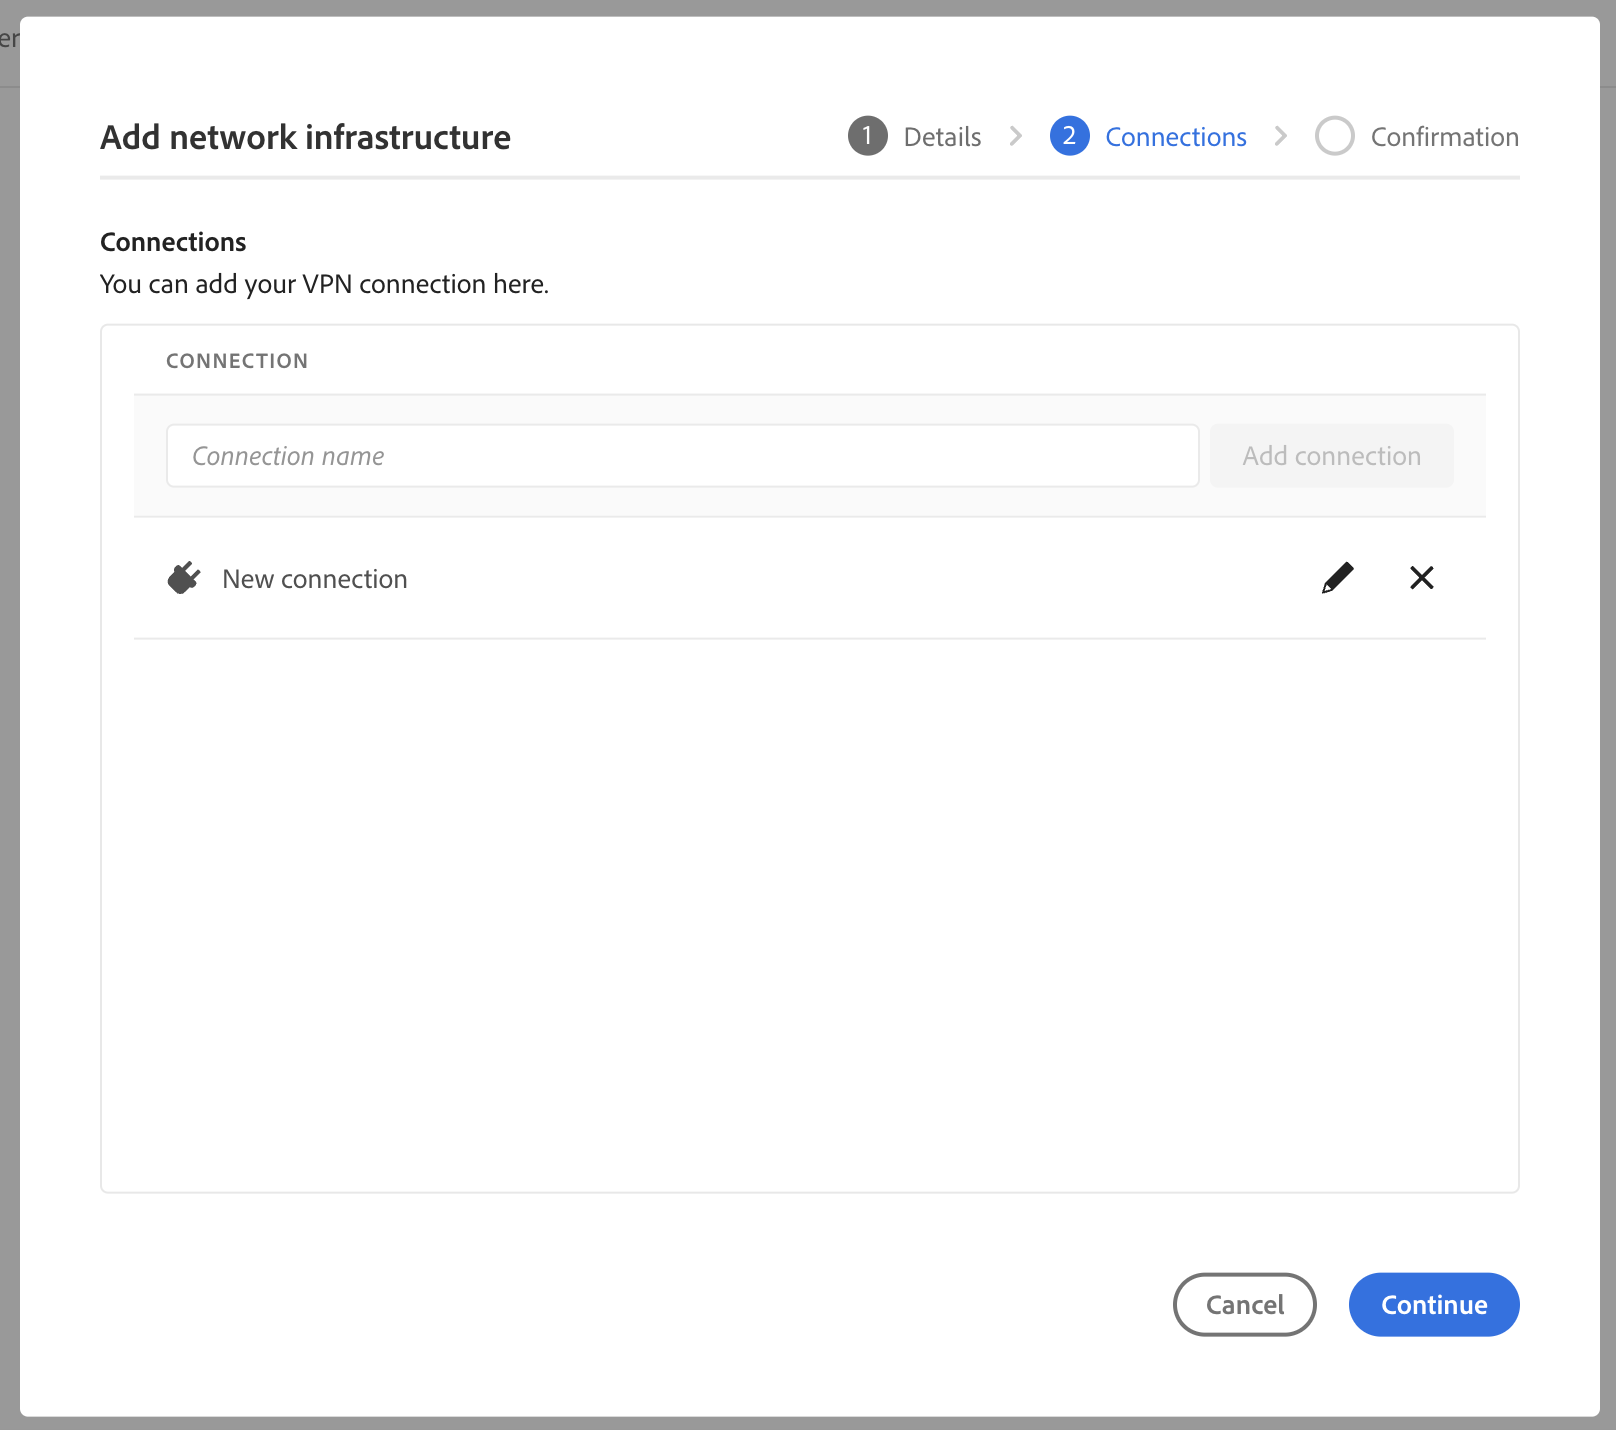 er
Add network infrastructure
1 Details
2 Connections
Confirmation
Connections
You can add your VPN connection here.
CONNECTION
Connection name
Add connection
New connection
Cancel
Continue